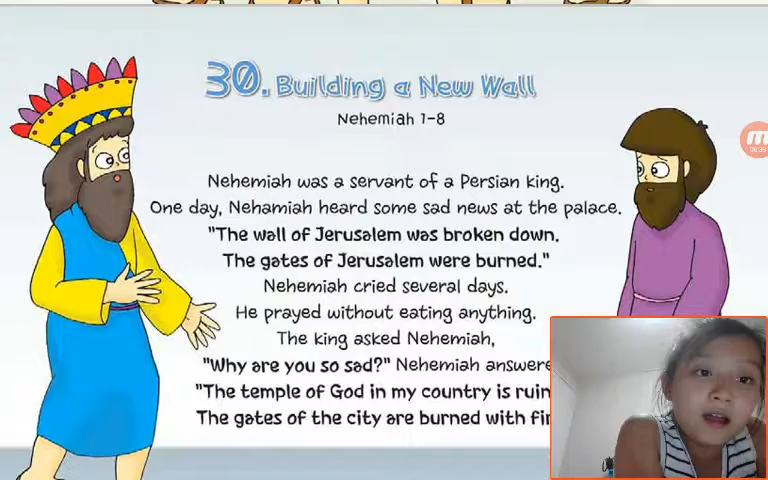 30. Building a New Wall
Nehemiah 1-8
Nehemiah was a servant of a Persian king.
One day, Nehamiah heard some sad news at the palace.
"The wall of Jerusalem was broken down.
The gates of Jerusalem were burned."
Nehemiah cried several days.
He prayed without eating anything.
The king asked Nehemiah,
"Why are you so sad?" Nehemiah answere
"The temple of God in my country is ruin
The gates of the city are burned with fir